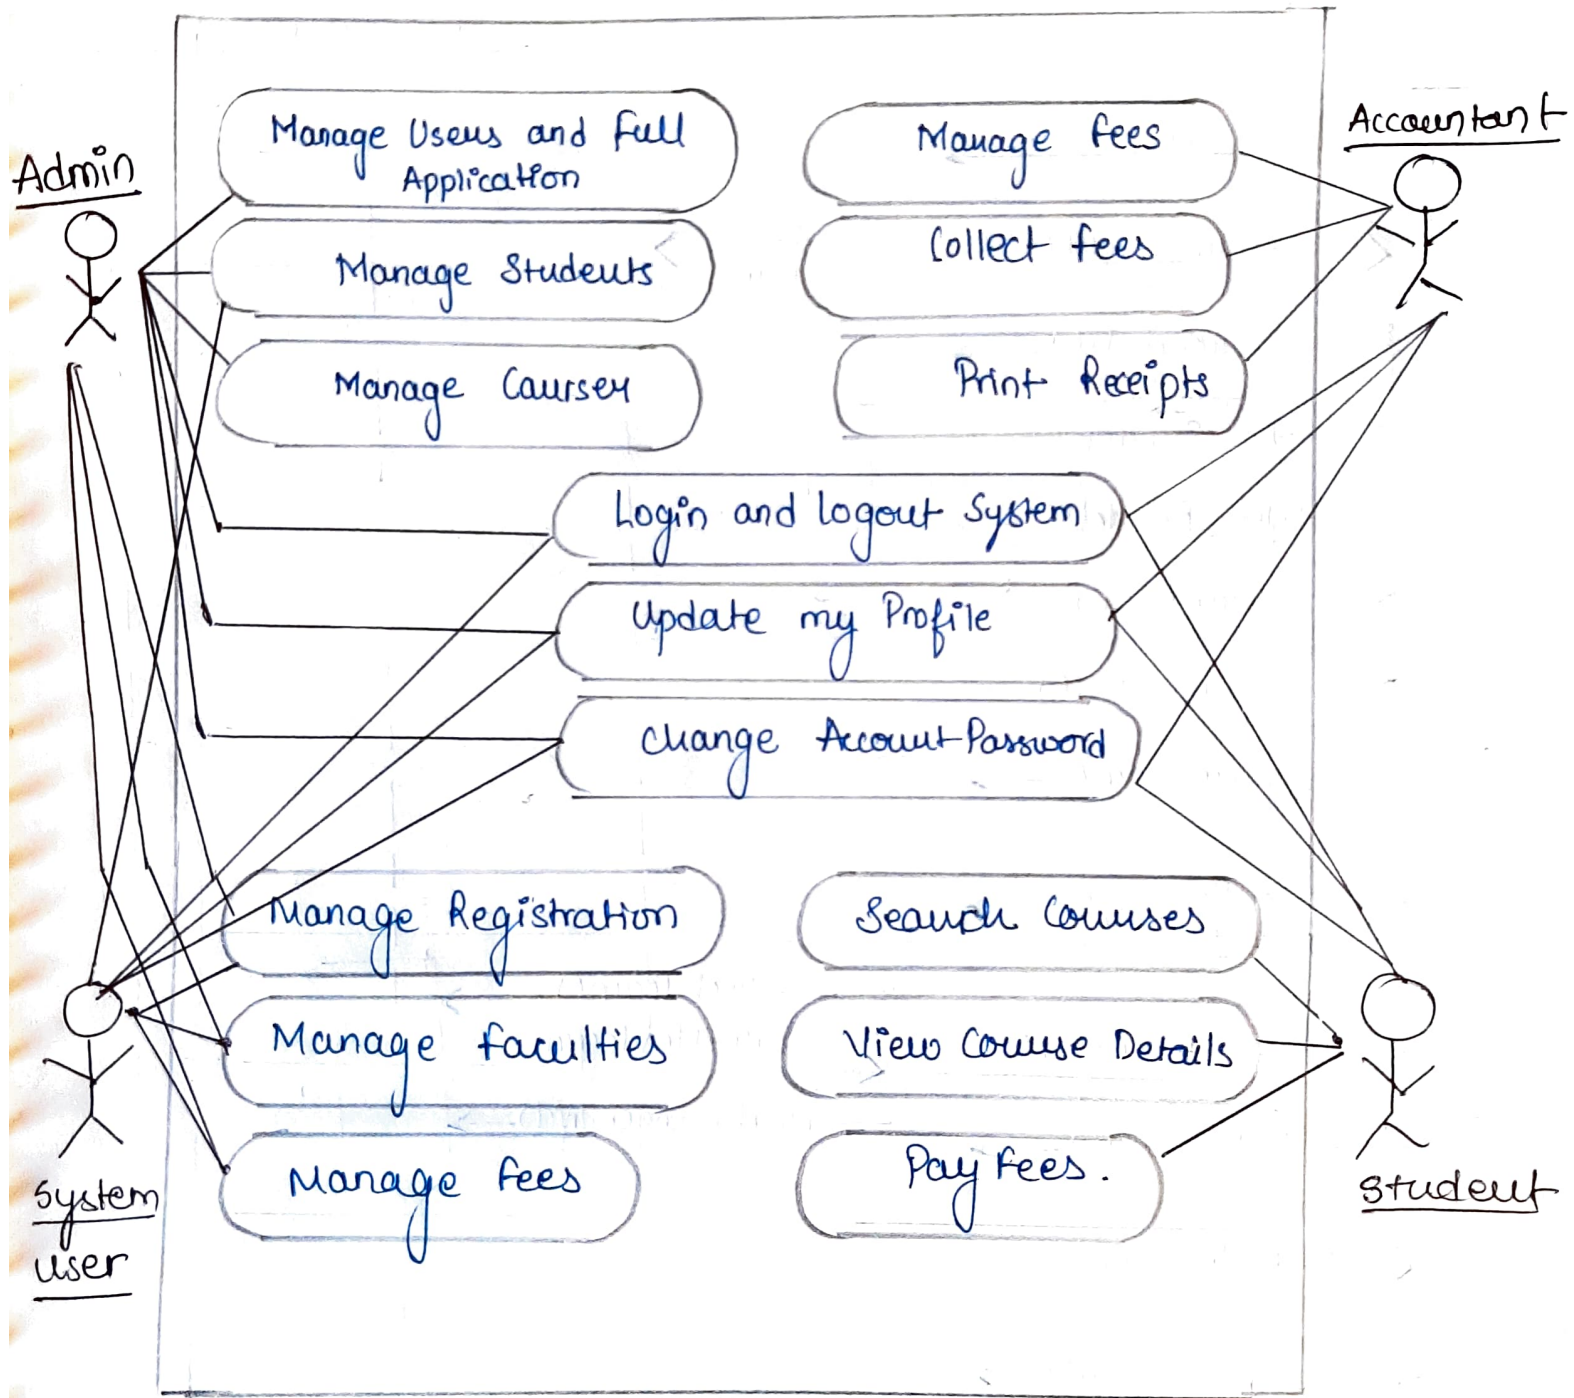 Admin
Manage Users and Full
Application
Manage Students
Manage Courses
Manage fees
Collect fees
Print Receipts
Accountant
Login and logout System
Update my Profile
Change Account Password
Manage Registration
Manage faculties
Manage fees
Search Courses
View Course Details
Pay Fees.
System
user
Student